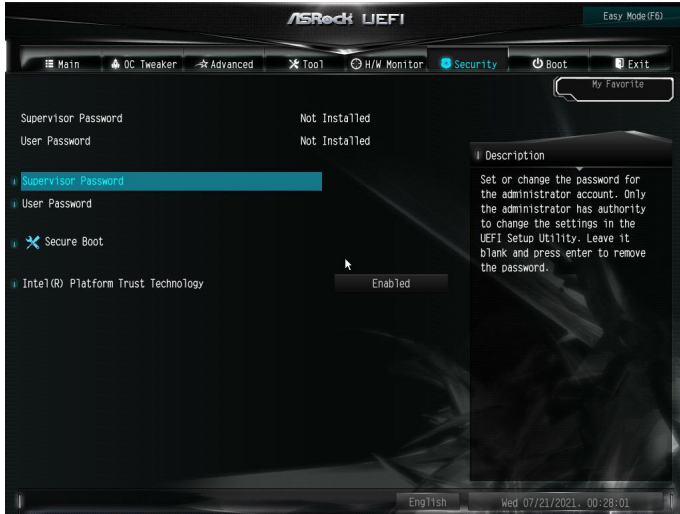 ASRock UEFI
Easy Mode(F6)
Main
OC Tweaker
Advanced
Tool
H/W Monitor
Security
Boot
Exit
My Favorite
Supervisor Password Not Installed
User Password Not Installed
Description
Supervisor Password
User Password
Secure Boot
Intel(R) Platform Trust Technology Enabled
Set or change the password for
the administrator account. Only
the administrator has authority
to change the settings in the
UEFI Setup Utility. Leave it
blank and press enter to remove
the password.
English
Wed 07/21/2021. 00:28:01